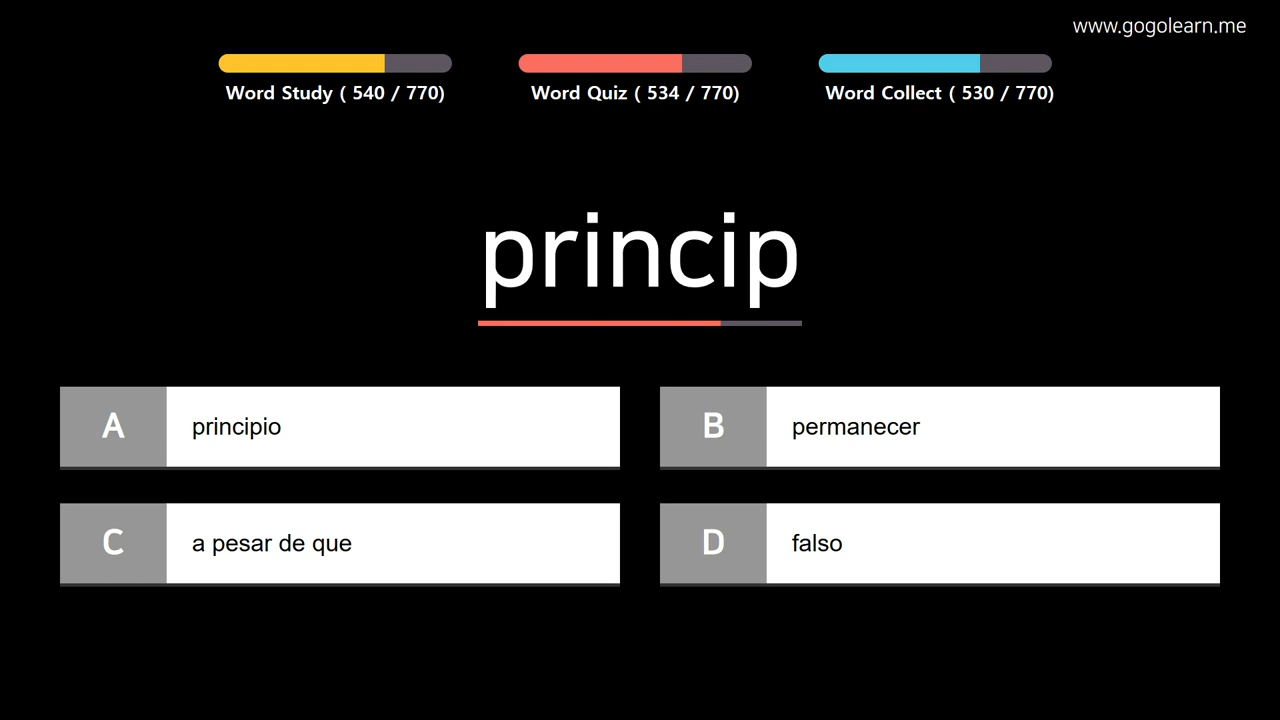 www.gogolearn.me
Word Study ( 540 / 770)
Word Quiz ( 534 / 770)
Word Collect ( 530 / 770)
princip
A principio
B permanecer
C a pesar de que
D falso